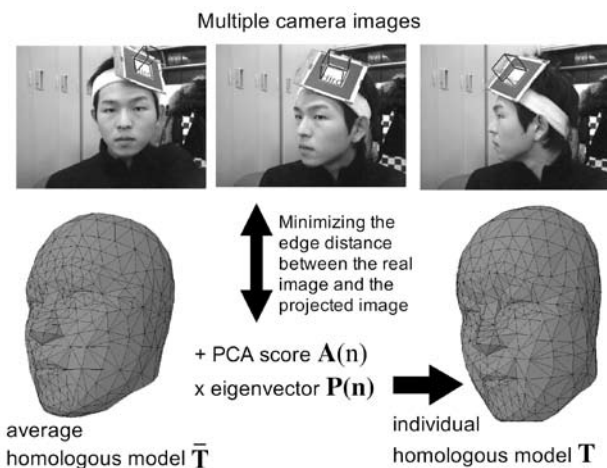 Multiple camera images
Minimizing the
edge distance
between the real
image and the
projected image
+ PCA score A(n)
x eigenvector P(n)
average
homologous model T̅
individual
homologous model T